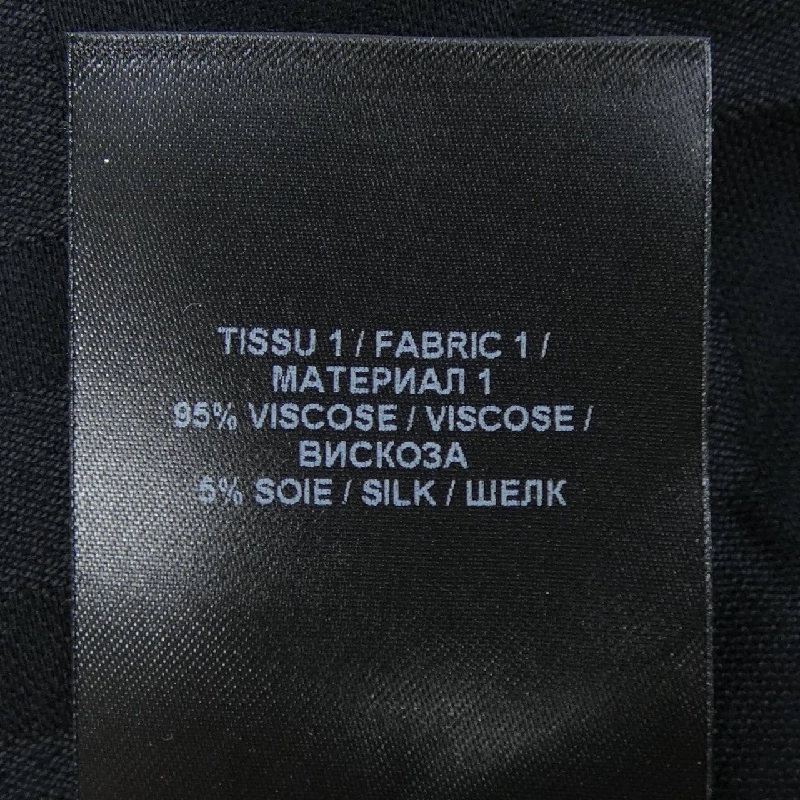 TISSU 1 / FABRIC 1 /
МАТЕРИАЛ 1
95% VISCOSE / VISCOSE /
ВИСКОЗА
5% SOIE / SILK / ШЕЛК